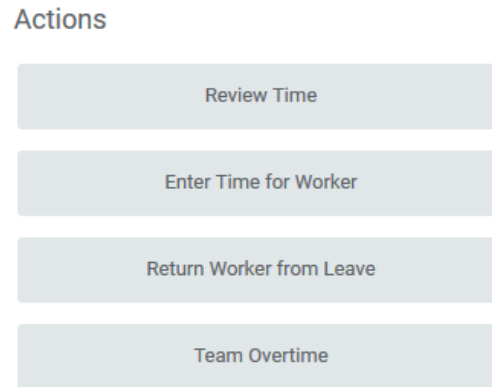 Actions
Review Time
Enter Time for Worker
Return Worker from Leave
Team Overtime